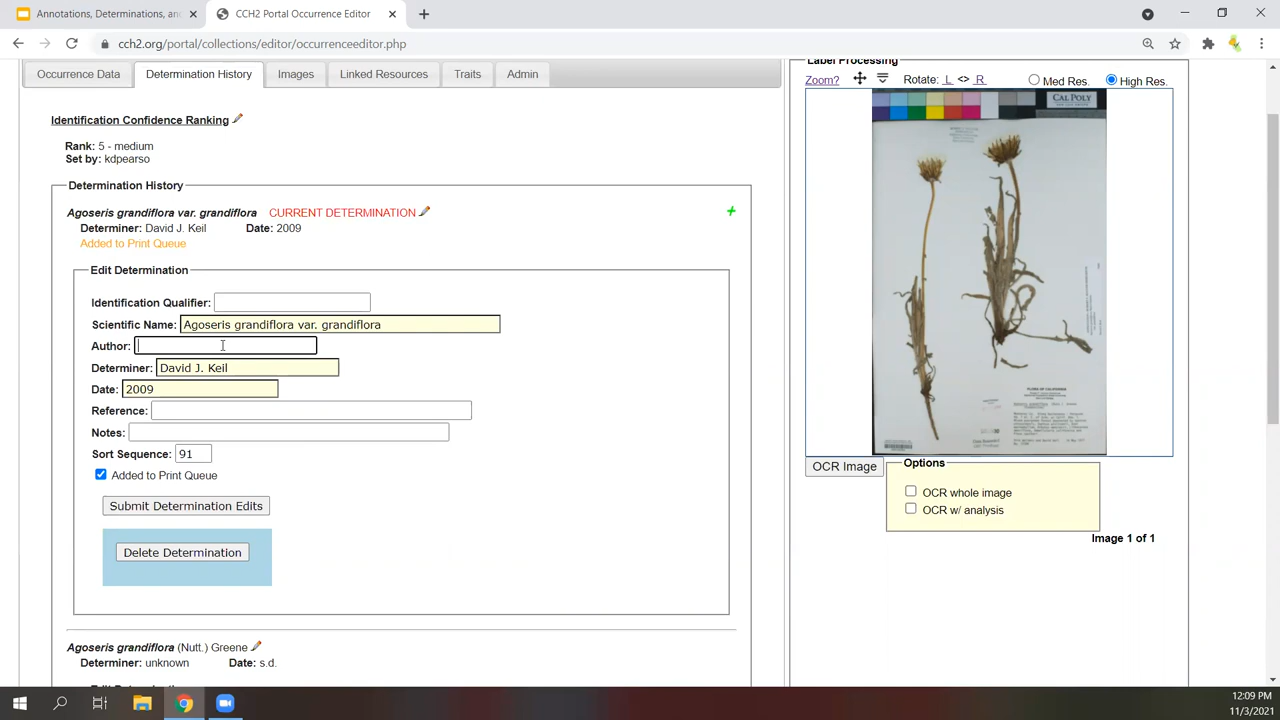 Annotations, Determinations, and
CCH2 Portal Occurrence Editor
cch2.org/portal/collections/editor/occurrenceeditor.php
Occurrence Data
Determination History
Images
Linked Resources
Traits
Admin
Label Processing
Zoom?
Rotate: L <> R
Med Res.
High Res.
CAL POLY
Identification Confidence Ranking
Rank: 5 - medium
Set by: kdpearso
Determination History
Agoseris grandiflora var. grandiflora CURRENT DETERMINATION
Determiner: David J. Keil Date: 2009
Added to Print Queue
Edit Determination
Identification Qualifier:
Scientific Name: Agoseris grandiflora var. grandiflora
Author:
Determiner: David J. Keil
Date: 2009
Reference:
Notes:
Sort Sequence: 91
Added to Print Queue
Submit Determination Edits
Delete Determination
Agoseris grandiflora (Nutt.) Greene
Determiner: unknown Date: s.d.
OCR Image
Options
OCR whole image
OCR w/ analysis
Image 1 of 1
12:09 PM
11/3/2021